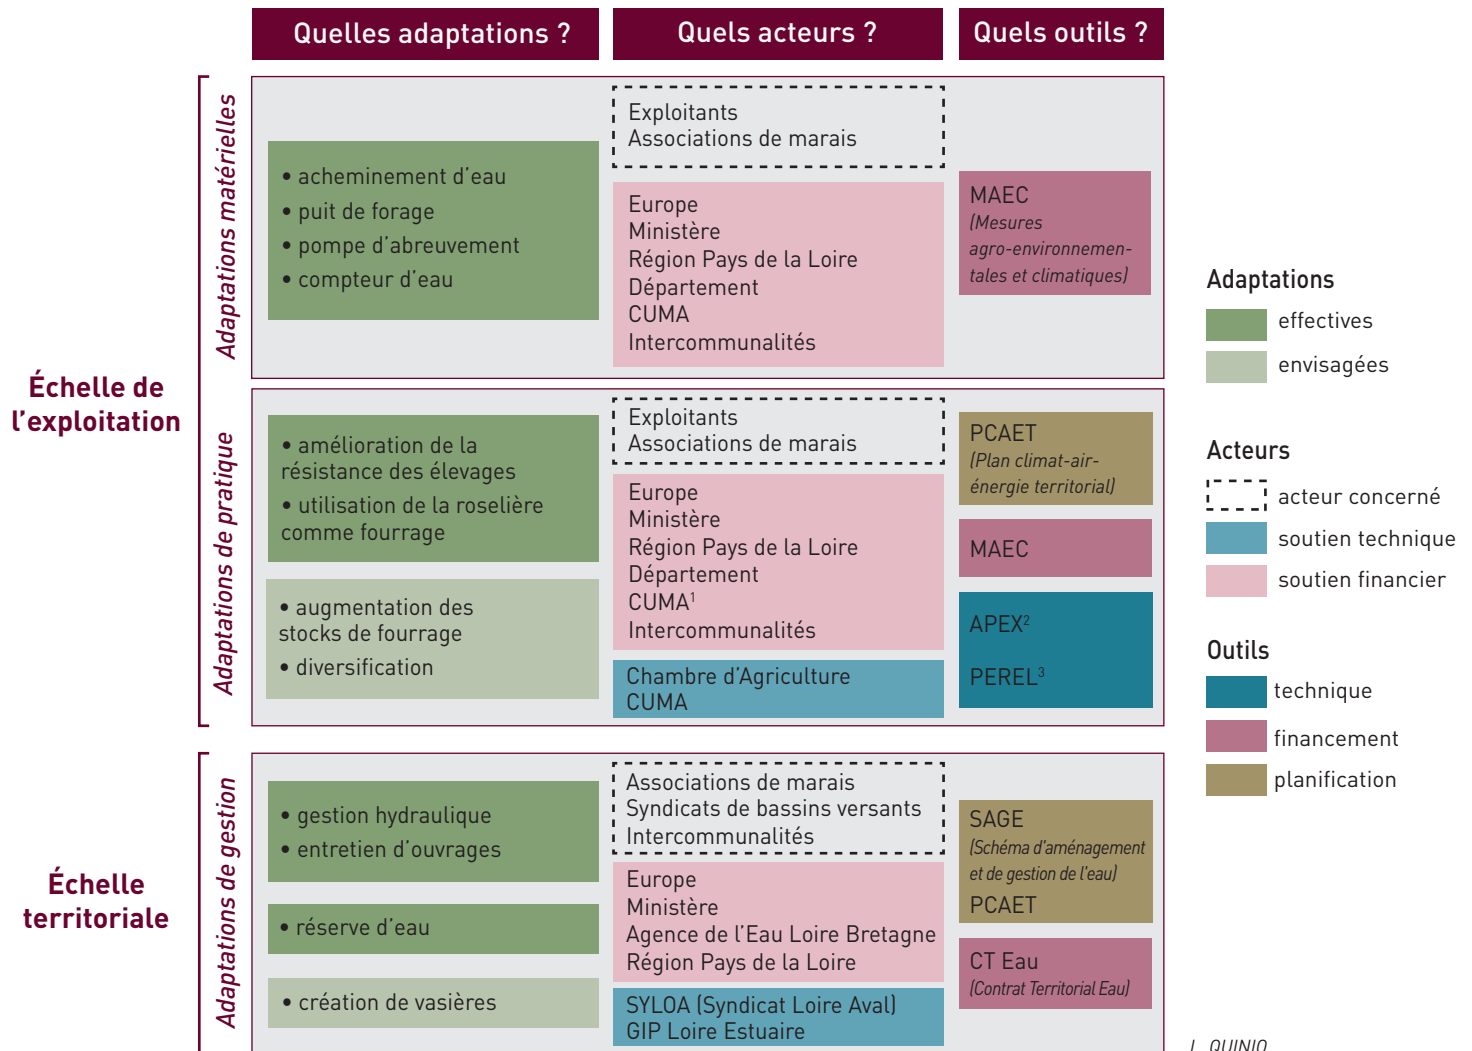 Quelles adaptations ?
Quels acteurs ?
Quels outils ?
Échelle de
l'exploitation
Adaptations matérielles
• acheminement d'eau
• puit de forage
• pompe d'abreuvement
• compteur d'eau
Exploitants
Associations de marais
Europe
Ministère
Région Pays de la Loire
Département
CUMA
Intercommunalités
MAEC
(Mesures
agro-environnemen-
tales et climatiques)
Adaptations de pratique
• amélioration de la
résistance des élevages
• utilisation de la roselière
comme fourrage
• augmentation des
stocks de fourrage
• diversification
Exploitants
Associations de marais
Europe
Ministère
Région Pays de la Loire
Département
CUMA¹
Intercommunalités
Chambre d'Agriculture
CUMA
PCAET
(Plan climat-air-
énergie territorial)
MAEC
APEX²
PEREL³
Échelle
territoriale
Adaptations de gestion
• gestion hydraulique
• entretien d'ouvrages
• réserve d'eau
• création de vasières
Associations de marais
Syndicats de bassins versants
Intercommunalités
Europe
Ministère
Agence de l'Eau Loire Bretagne
Région Pays de la Loire
SYLOA (Syndicat Loire Aval)
GIP Loire Estuaire
SAGE
(Schéma d'aménagement
et de gestion de l'eau)
PCAET
CT Eau
(Contrat Territorial Eau)
Adaptations
effectives
envisagées
Acteurs
acteur concerné
soutien technique
soutien financier
Outils
technique
financement
planification
L. QUINIO